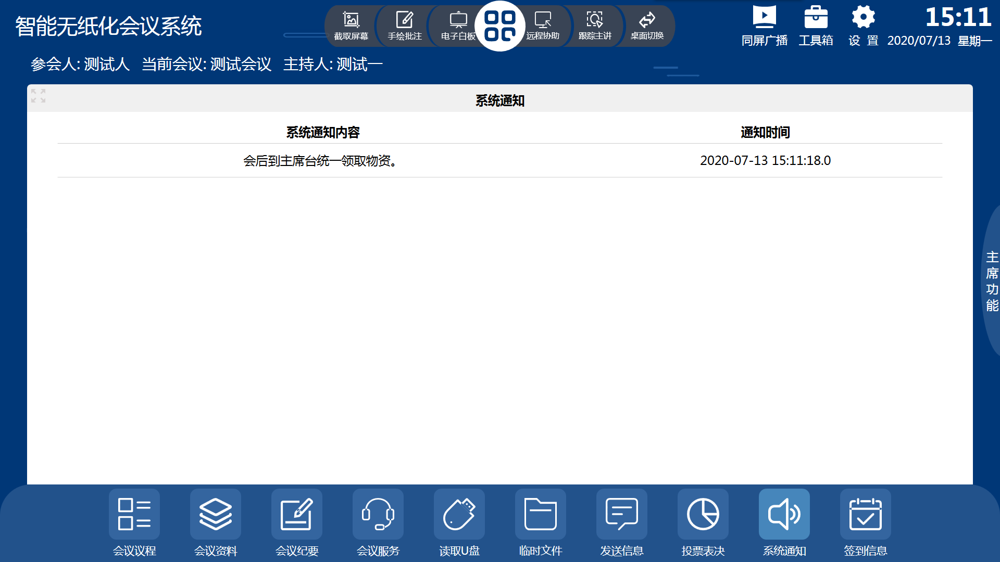 智能无纸化会议系统
截取屏幕 手绘批注 电子白板 远程协助 跟踪主讲 桌面切换
同屏广播 工具箱 设 置
15:11
2020/07/13 星期一
参会人: 测试人 当前会议: 测试会议 主持人: 测试一
系统通知
系统通知内容 通知时间
会后到主席台统一领取物资。 2020-07-13 15:11:18.0
主
席
功
能
会议议程 会议资料 会议纪要 会议服务 读取U盘 临时文件 发送信息 投票表决 系统通知 签到信息